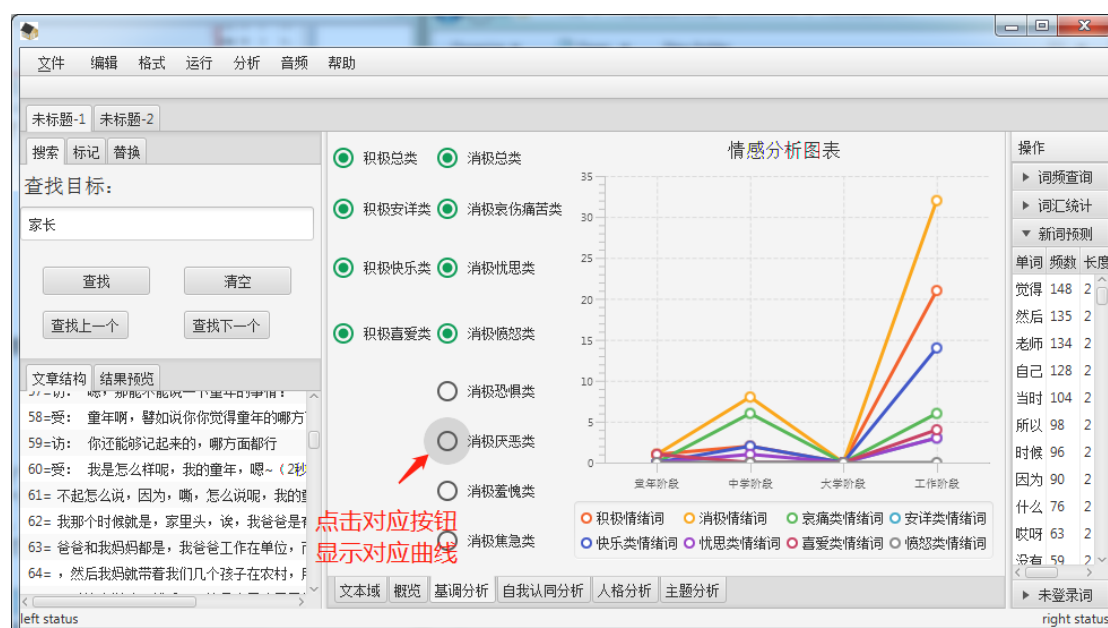 文件 编辑 格式 运行 分析 音频 帮助
未标题-1 未标题-2
搜索 标记 替换
查找目标：
家长
查找 清空
查找上一个 查找下一个
文章结构 结果预览
58=受： 童年啊，譬如说你你觉得童年的哪方
59=访： 你还能够记起来的，哪方面都行
60=受： 我是怎么样呢，我的童年，嗯~（2秒
61= 不起怎么说，因为，嘶，怎么说呢，我的
62= 我那个时候就是，家里头，诶，我爸爸是
63= 爸爸和我妈妈都是，我爸爸工作在单位，
64= ，然后我妈就带着我们几个孩子在农村，
积极总类 消极总类
积极安详类 消极哀伤痛苦类
积极快乐类 消极忧思类
积极喜爱类 消极愤怒类
消极恐惧类
消极厌恶类
消极羞愧类
消极焦急类
点击对应按钮
显示对应曲线
情感分析图表
35
30
25
20
15
10
5
0
童年阶段 中学阶段 大学阶段 工作阶段
积极情绪词 消极情绪词 哀痛类情绪词 安详类情绪词
快乐类情绪词 忧思类情绪词 喜爱类情绪词 愤怒类情绪词
文本域 概览 基调分析 自我认同分析 人格分析 主题分析
操作
词频查询
词汇统计
新词预测
单词 频数 长度
觉得 148 2
然后 135 2
老师 134 2
自己 128 2
当时 104 2
所以 98 2
时候 96 2
因为 90 2
什么 76 2
哎呀 63 2
没有 59 2
未登录词
left status
right status